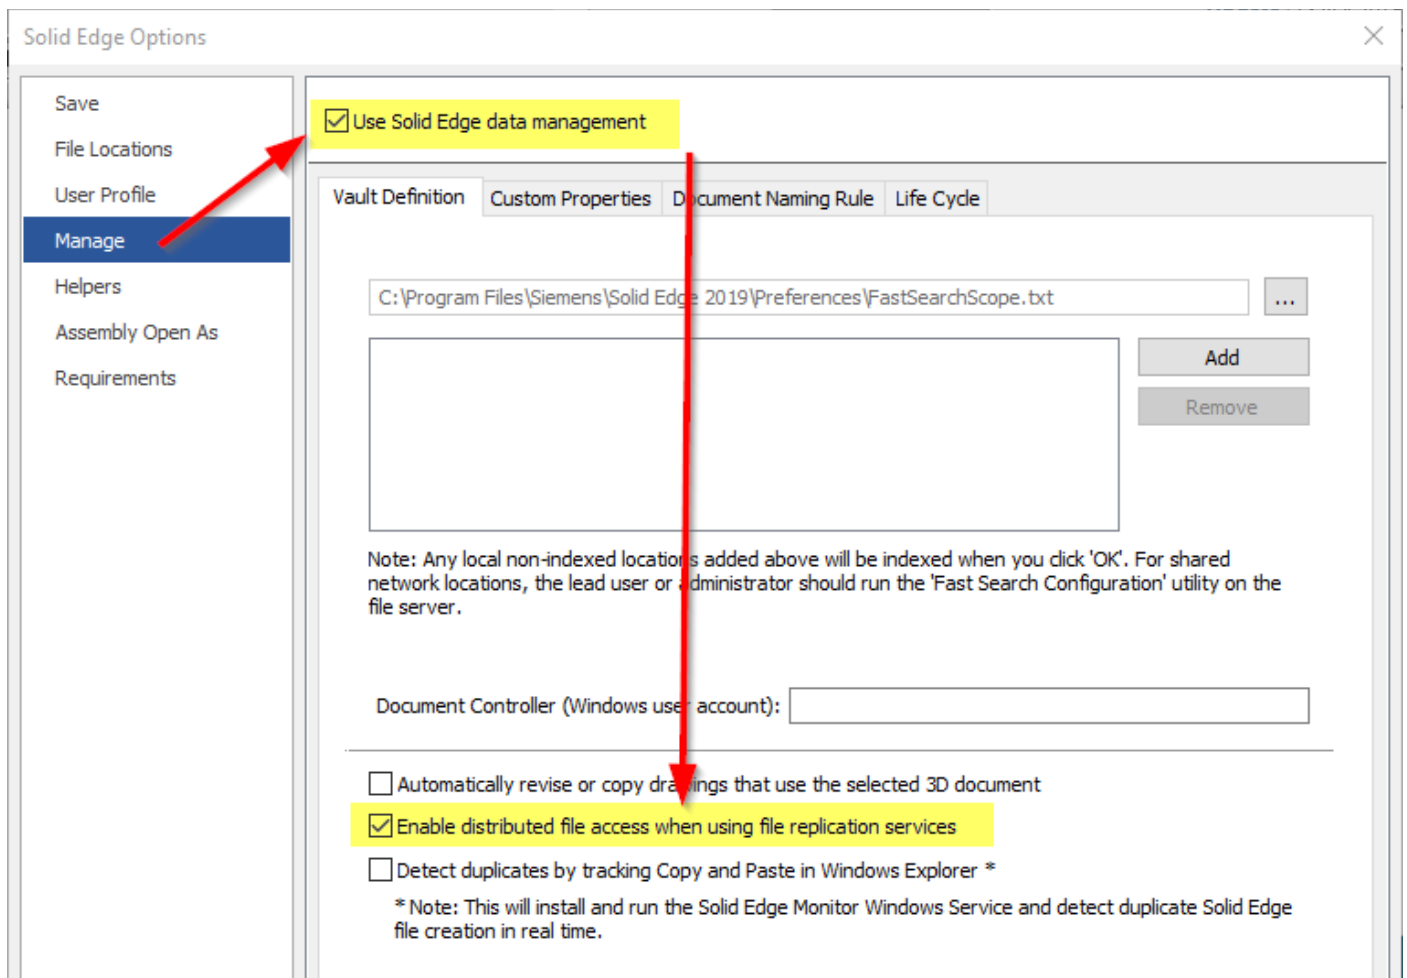 Solid Edge Options
Save
File Locations
User Profile
Manage
Helpers
Assembly Open As
Requirements
Use Solid Edge data management
Vault Definition
Custom Properties
Document Naming Rule
Life Cycle
C:\Program Files\Siemens\Solid Edge 2019\Preferences\FastSearchScope.txt
...
Add
Remove
Note: Any local non-indexed locations added above will be indexed when you click 'OK'. For shared
network locations, the lead user or administrator should run the 'Fast Search Configuration' utility on the
file server.
Document Controller (Windows user account):
Automatically revise or copy drawings that use the selected 3D document
Enable distributed file access when using file replication services
Detect duplicates by tracking Copy and Paste in Windows Explorer *
* Note: This will install and run the Solid Edge Monitor Windows Service and detect duplicate Solid Edge
file creation in real time.